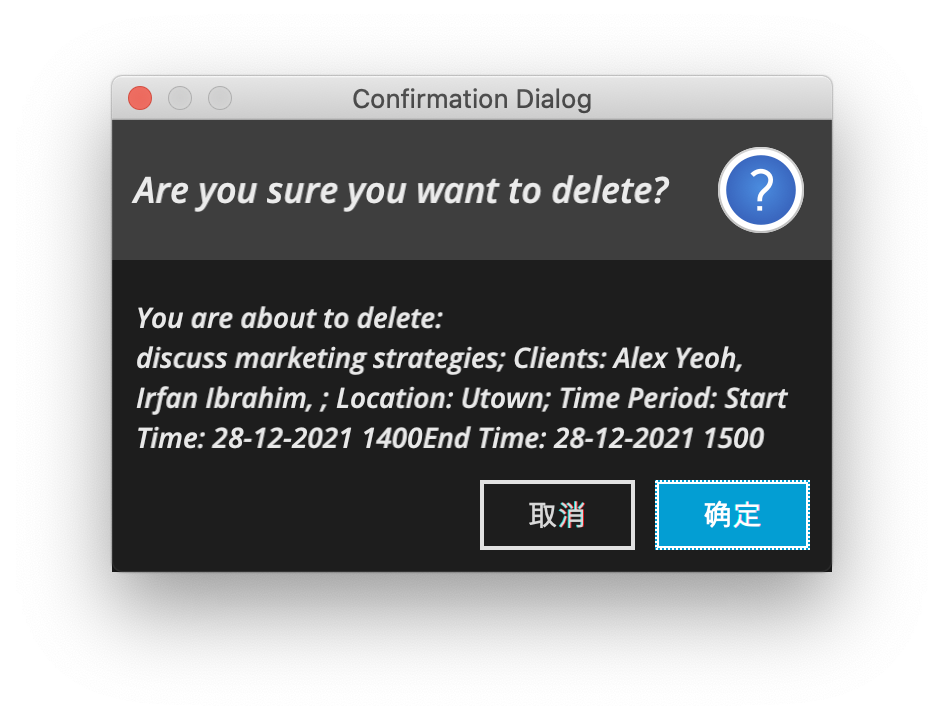 Confirmation Dialog
Are you sure you want to delete?
?
You are about to delete:
discuss marketing strategies; Clients: Alex Yeoh,
Irfan Ibrahim, ; Location: Utown; Time Period: Start
Time: 28-12-2021 1400End Time: 28-12-2021 1500
取消 确定